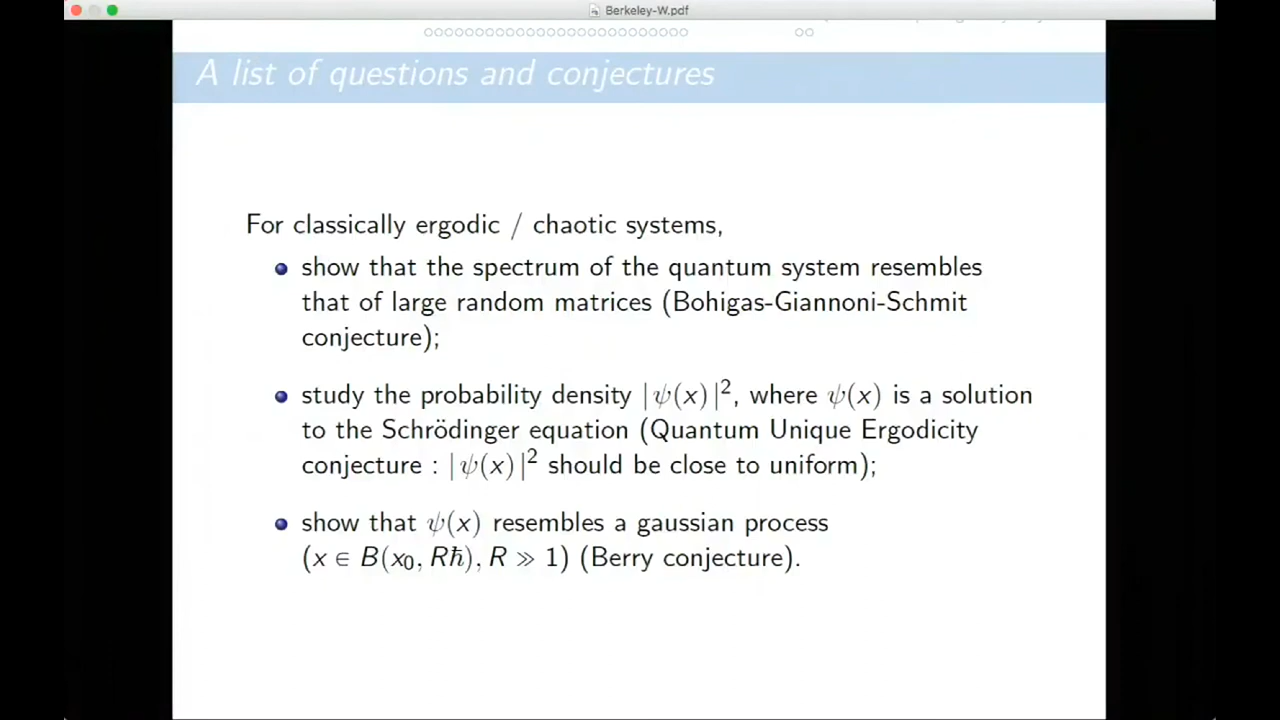 Berkeley-W.pdf
A list of questions and conjectures
For classically ergodic / chaotic systems,
show that the spectrum of the quantum system resembles
that of large random matrices (Bohigas-Giannoni-Schmit
conjecture);
study the probability density |ψ(x)|², where ψ(x) is a solution
to the Schrödinger equation (Quantum Unique Ergodicity
conjecture : |ψ(x)|² should be close to uniform);
show that ψ(x) resembles a gaussian process
(x ∈ B(x₀, Rℏ), R ≫ 1) (Berry conjecture).